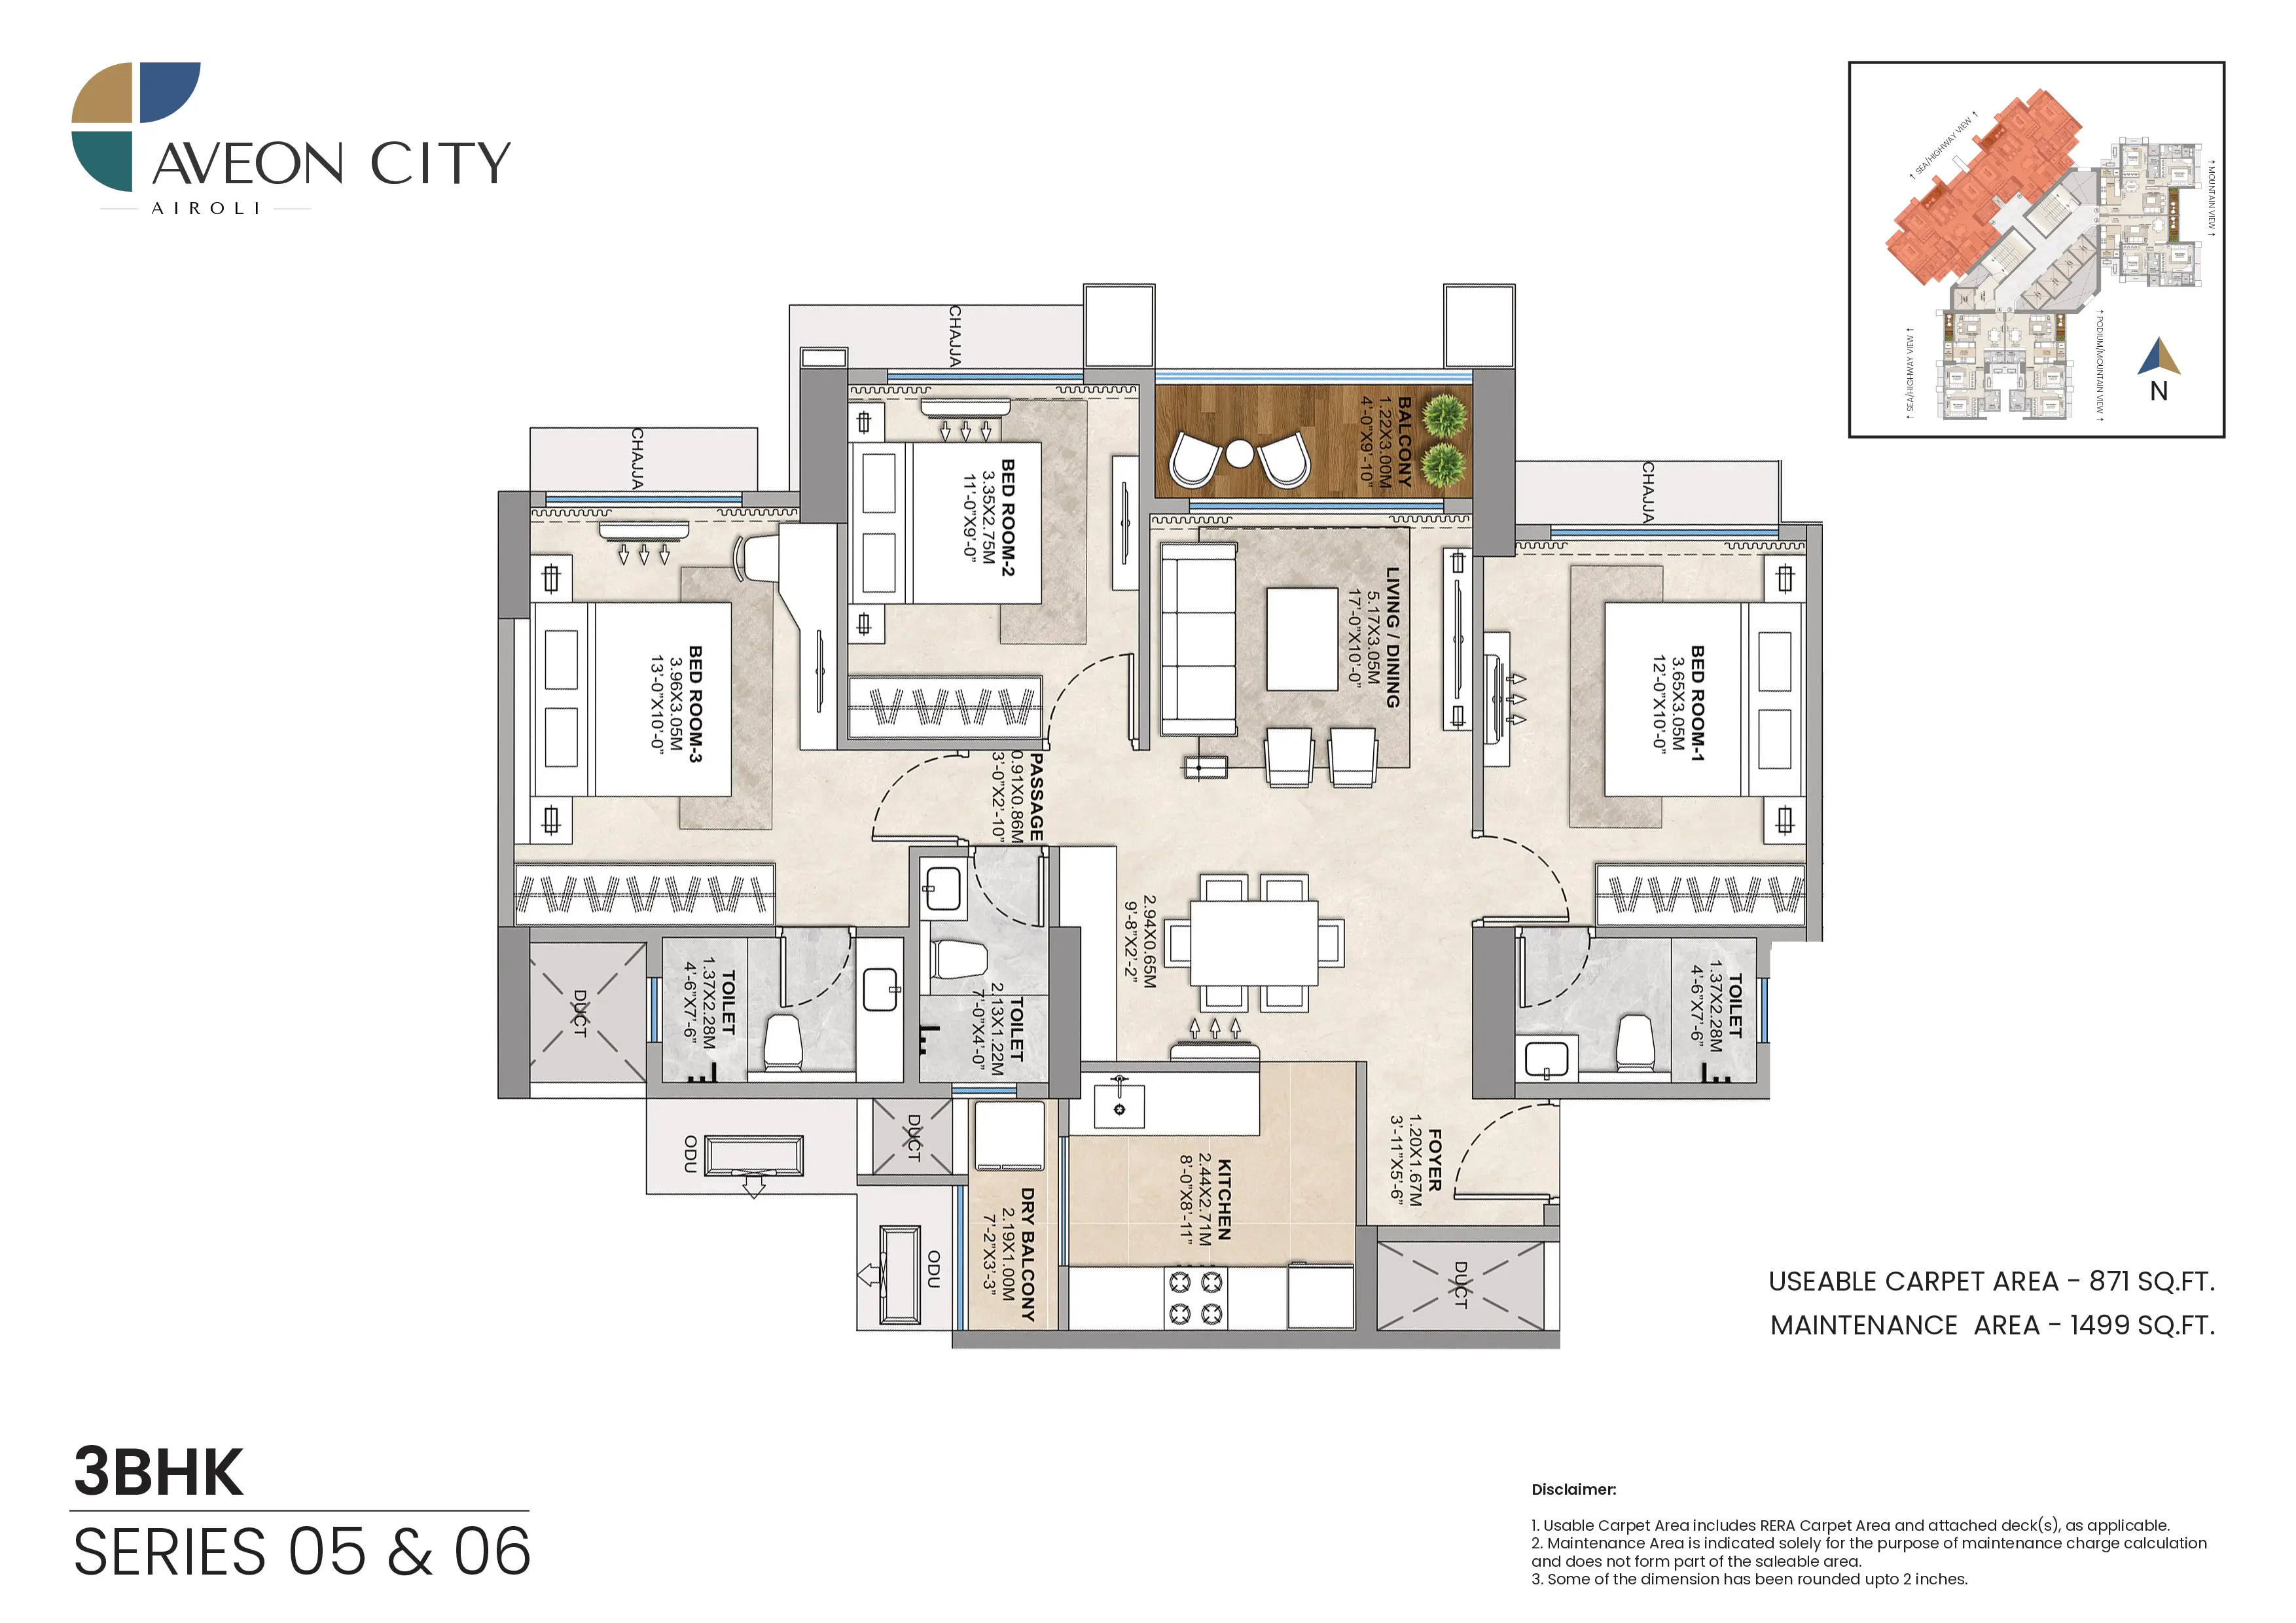 AVEON CITY
AIROLI
↑ SEA/HIGHWAY VIEW ↑
↑ MOUNTAIN VIEW ↑
↑ PODIUM/MOUNTAIN VIEW ↑
↑ SEA/HIGHWAY VIEW ↑
N
CHAJJA
CHAJJA
CHAJJA
BED ROOM-3
3.96X3.05M
13'-0"X10'-0"
BED ROOM-2
3.35X2.75M
11'-0"X9'-0"
BALCONY
1.22X3.00M
4'-0"X9'-10"
LIVING / DINING
5.17X3.05M
17'-0"X10'-0"
BED ROOM-1
3.65X3.05M
12'-0"X10'-0"
PASSAGE
0.91X0.86M
3'-0"X2'-10"
2.94X0.65M
9'-8"X2'-2"
DUCT
TOILET
1.37X2.28M
4'-6"X7'-6"
TOILET
2.13X1.22M
7'-0"X4'-0"
TOILET
1.37X2.28M
4'-6"X7'-6"
ODU
DUCT
ODU
DRY BALCONY
2.19X1.00M
7'-2"X3'-3"
KITCHEN
2.44X2.71M
8'-0"X8'-11"
FOYER
1.20X1.67M
3'-11"X5'-6"
DUCT
USEABLE CARPET AREA - 871 SQ.FT.
MAINTENANCE AREA - 1499 SQ.FT.
3BHK
SERIES 05 & 06
Disclaimer:
1. Usable Carpet Area includes RERA Carpet Area and attached deck(s), as applicable.
2. Maintenance Area is indicated solely for the purpose of maintenance charge calculation
and does not form part of the saleable area.
3. Some of the dimension has been rounded upto 2 inches.